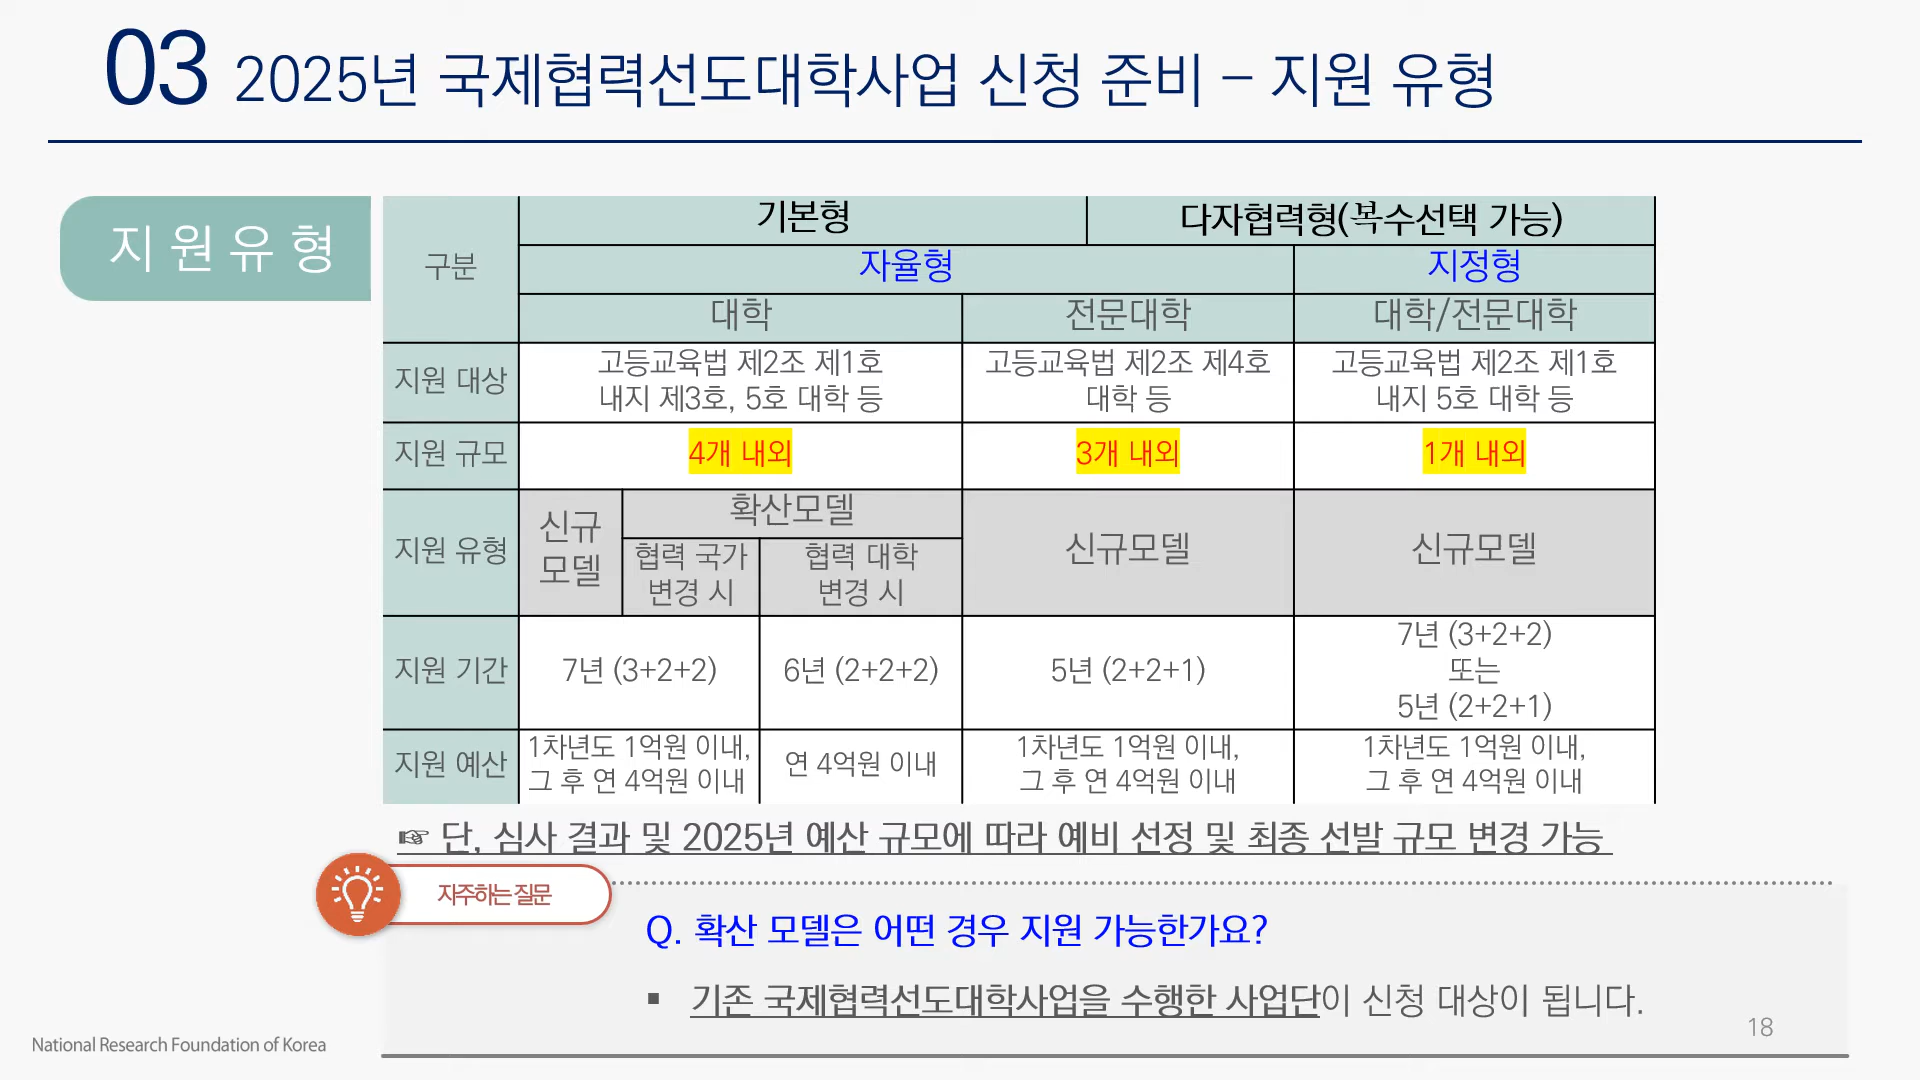 03 2025년 국제협력선도대학사업 신청 준비 – 지원 유형
지원유형
구분
기본형
다자협력형(복수선택 가능)
자율형
지정형
대학
전문대학
대학/전문대학
지원 대상
고등교육법 제2조 제1호
내지 제3호, 5호 대학 등
고등교육법 제2조 제4호
대학 등
고등교육법 제2조 제1호
내지 5호 대학 등
지원 규모
4개 내외
3개 내외
1개 내외
지원 유형
신규
모델
확산모델
협력 국가
변경 시
협력 대학
변경 시
신규모델
신규모델
지원 기간
7년 (3+2+2)
6년 (2+2+2)
5년 (2+2+1)
7년 (3+2+2)
또는
5년 (2+2+1)
지원 예산
1차년도 1억원 이내,
그 후 연 4억원 이내
연 4억원 이내
1차년도 1억원 이내,
그 후 연 4억원 이내
1차년도 1억원 이내,
그 후 연 4억원 이내
☞ 단, 심사 결과 및 2025년 예산 규모에 따라 예비 선정 및 최종 선발 규모 변경 가능
자주하는 질문
Q. 확산 모델은 어떤 경우 지원 가능한가요?
▪ 기존 국제협력선도대학사업을 수행한 사업단이 신청 대상이 됩니다.
18
National Research Foundation of Korea